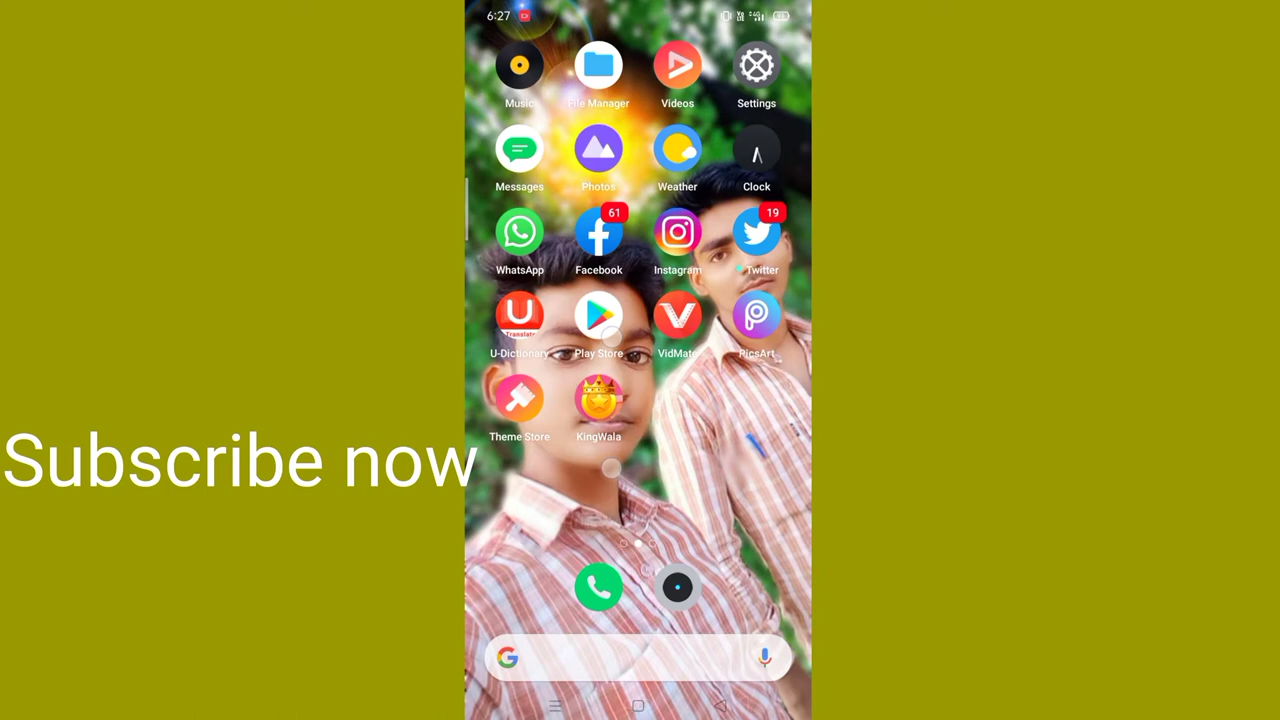 6:27
Music File Manager Videos Settings
Messages Photos Weather Clock
61 19
WhatsApp Facebook Instagram Twitter
U Translate
U-Dictionary Play Store VidMate PicsArt
Theme Store KingWala
Subscribe now